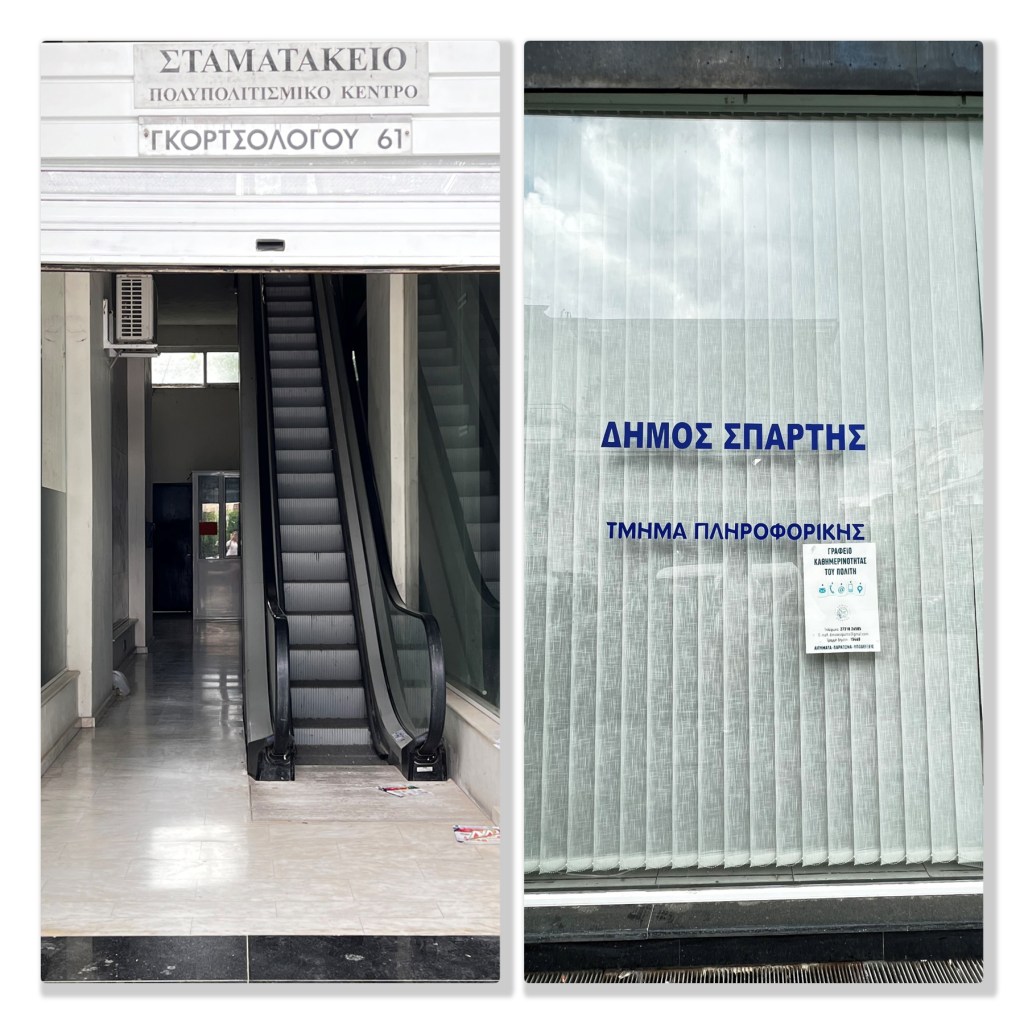 ΣΤΑΜΑΤΑΚΕΙΟ
ΠΟΛΥΠΟΛΙΤΙΣΜΙΚΟ ΚΕΝΤΡΟ
ΓΚΟΡΤΣΟΛΟΓΟΥ 61
ΔΗΜΟΣ ΣΠΑΡΤΗΣ
ΤΜΗΜΑ ΠΛΗΡΟΦΟΡΙΚΗΣ
ΓΡΑΦΕΙΟ
ΚΑΘΗΜΕΡΙΝΟΤΗΤΑΣ
ΤΟΥ ΠΟΛΙΤΗ